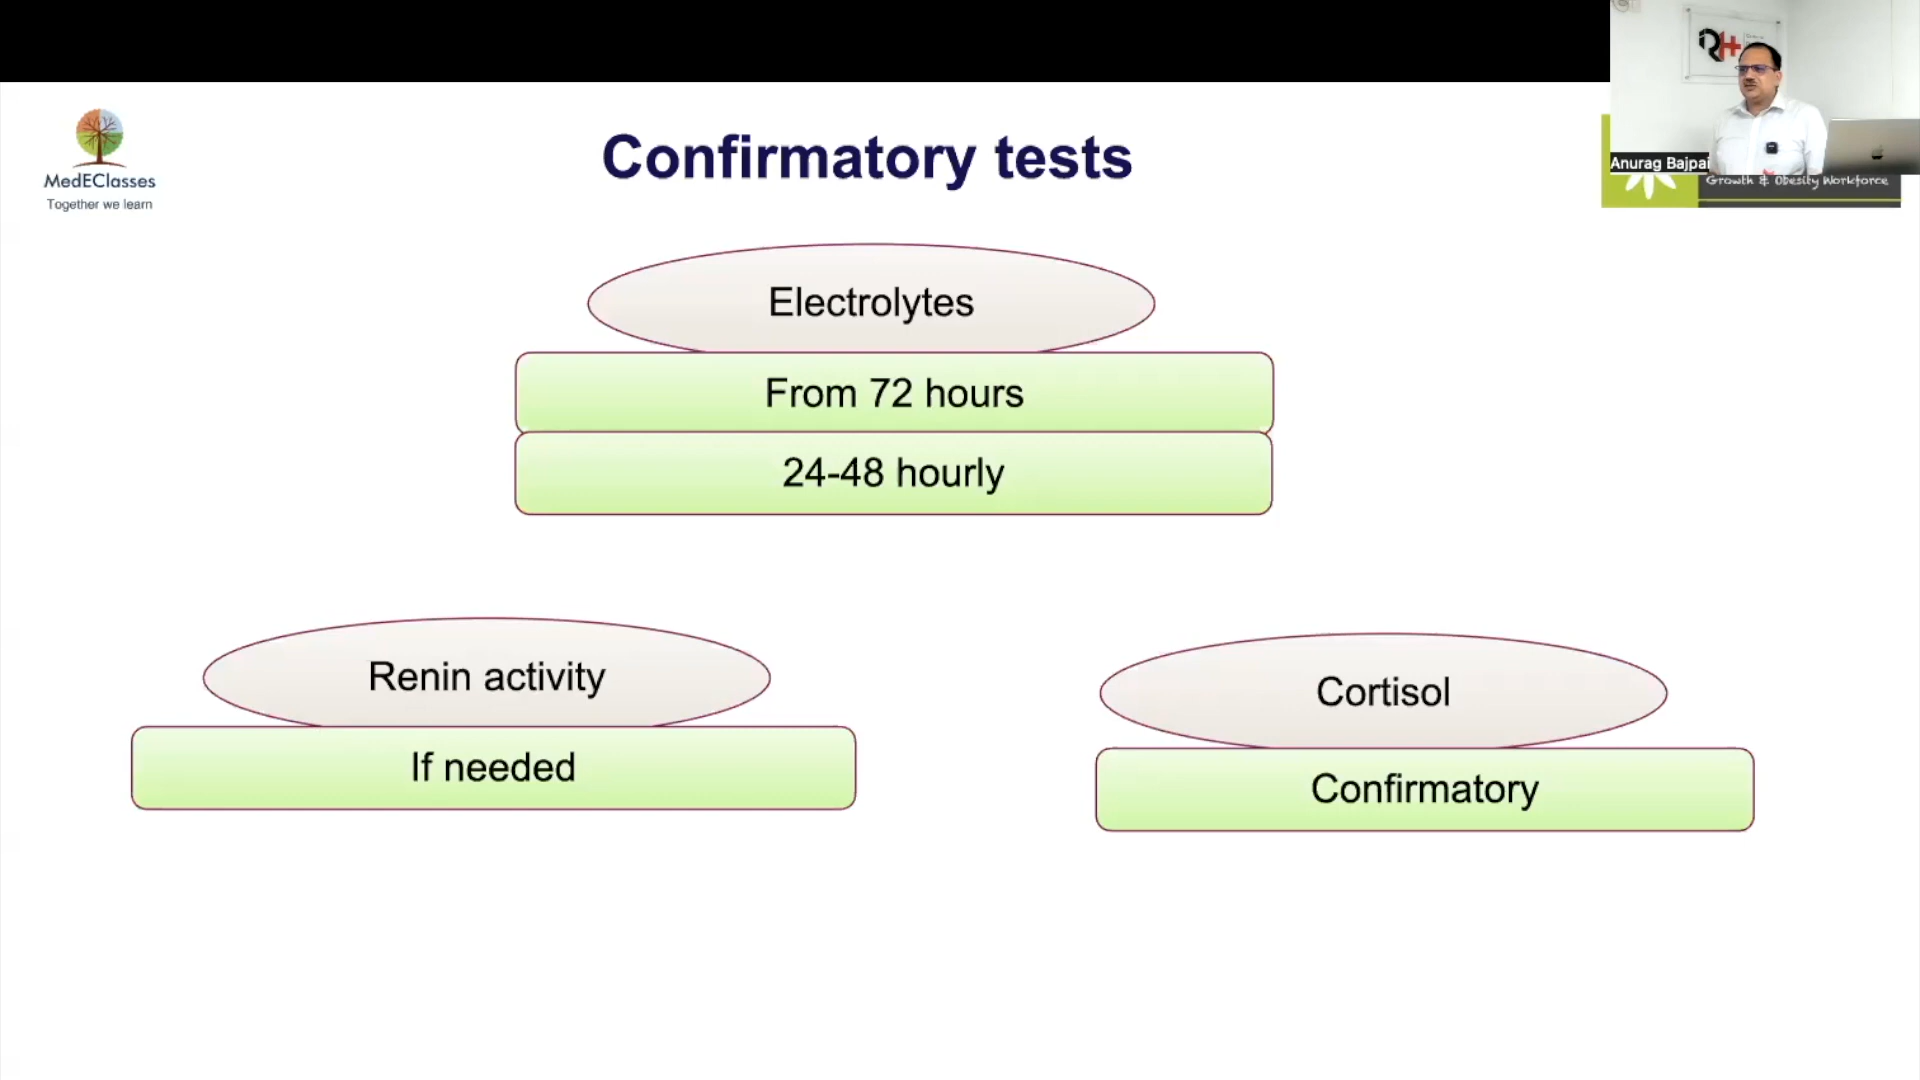 Confirmatory tests
MedEClasses
Together we learn
Anurag Bajpai
Growth & Obesity Workforce
Electrolytes
From 72 hours
24-48 hourly
Renin activity
If needed
Cortisol
Confirmatory